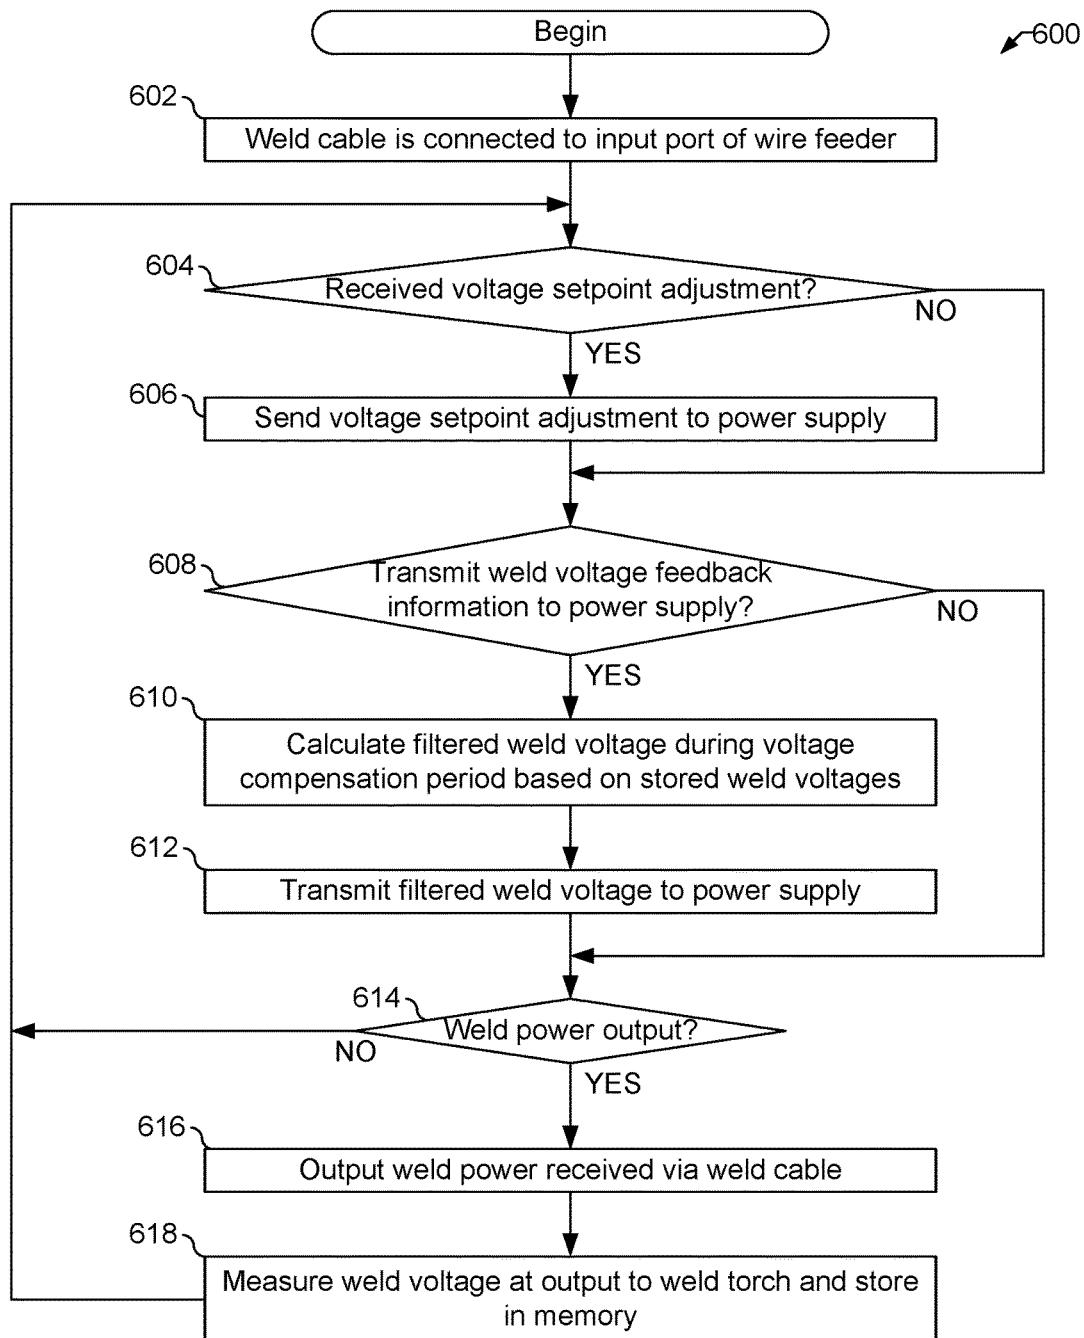 Begin
600
602
Weld cable is connected to input port of wire feeder
604
Received voltage setpoint adjustment?
NO
YES
606
Send voltage setpoint adjustment to power supply
608
Transmit weld voltage feedback
information to power supply?
NO
YES
610
Calculate filtered weld voltage during voltage
compensation period based on stored weld voltages
612
Transmit filtered weld voltage to power supply
614
Weld power output?
NO
YES
616
Output weld power received via weld cable
618
Measure weld voltage at output to weld torch and store
in memory